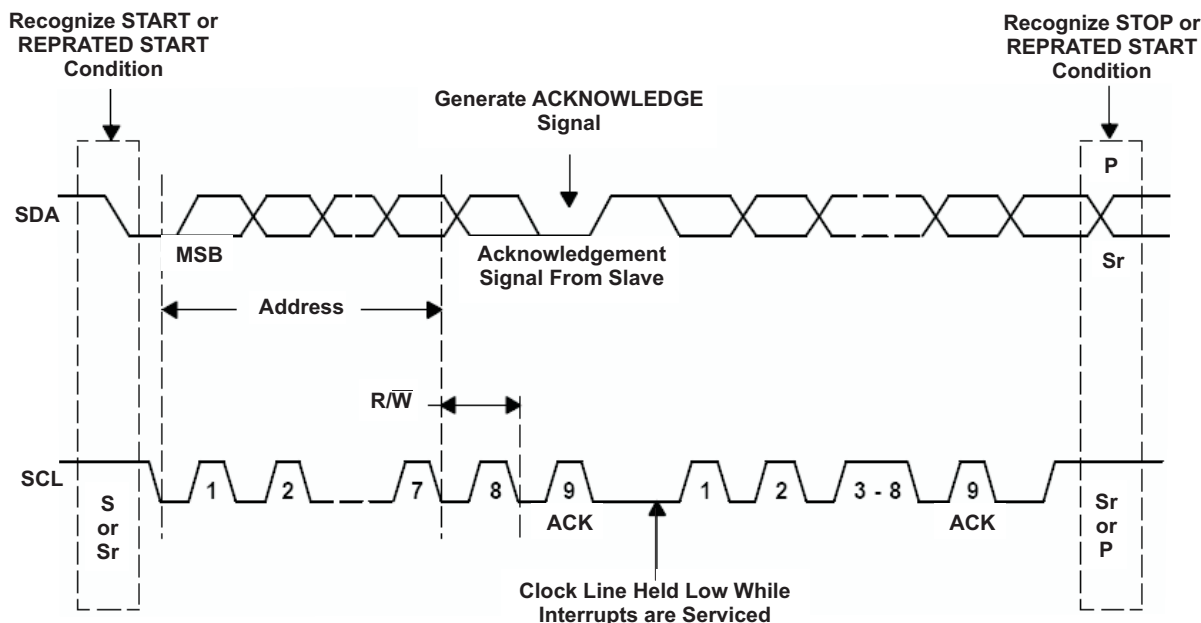 Recognize START or
REPRATED START
Condition
Recognize STOP or
REPRATED START
Condition
Generate ACKNOWLEDGE
Signal
P
SDA
MSB
Acknowledgement
Signal From Slave
Sr
Address
R/W̅
SCL
1
2
7
8
9
1
2
3 - 8
9
S
or
Sr
ACK
ACK
Sr
or
P
Clock Line Held Low While
Interrupts are Serviced